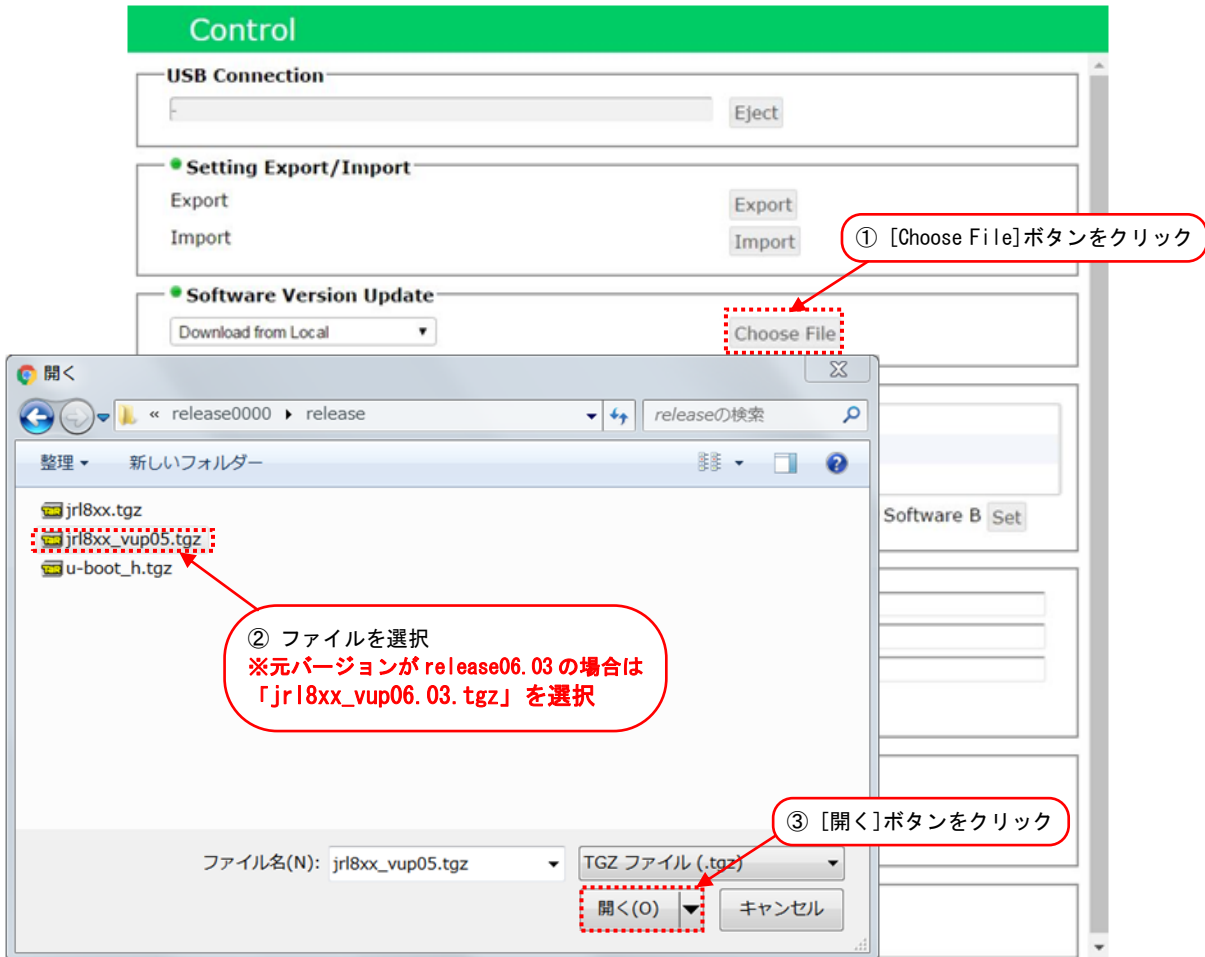 Control
USB Connection
-
Eject
Setting Export/Import
Export
Export
Import
Import
① [Choose File]ボタンをクリック
Software Version Update
Download from Local
Choose File
開く
« release0000 release
releaseの検索
整理
新しいフォルダー
jrl8xx.tgz
jrl8xx_vup05.tgz
u-boot_h.tgz
Software B Set
② ファイルを選択
※元バージョンがrelease06.03の場合は
「jrl8xx_vup06.03.tgz」を選択
③ [開く]ボタンをクリック
ファイル名(N): jrl8xx_vup05.tgz
TGZ ファイル (.tgz)
開く(O)
キャンセル